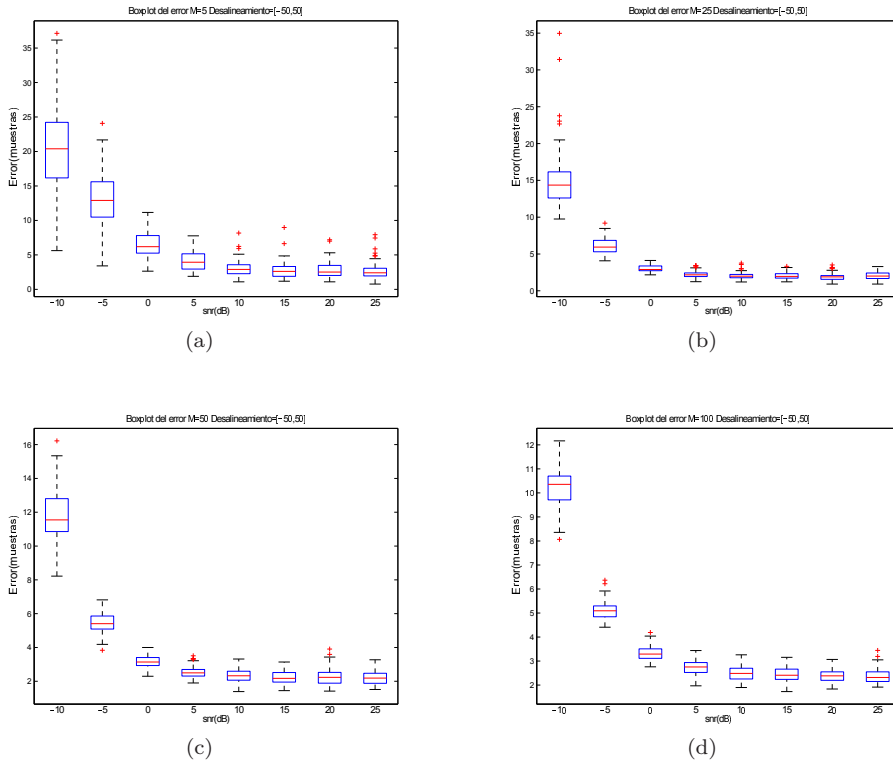 Boxplot del error M=5 Desalineamiento=[−50,50]
Error(muestras)
35
30
25
20
15
10
5
0
−10 −5 0 5 10 15 20 25
snr(dB)
(a)
Boxplot del error M=25 Desalineamiento=[−50,50]
Error(muestras)
35
30
25
20
15
10
5
0
−10 −5 0 5 10 15 20 25
snr(dB)
(b)
Boxplot del error M=50 Desalineamiento=[−50,50]
Error(muestras)
16
14
12
10
8
6
4
2
−10 −5 0 5 10 15 20 25
snr(dB)
(c)
Boxplot del error M=100 Desalineamiento=[−50,50]
Error(muestras)
12
11
10
9
8
7
6
5
4
3
2
−10 −5 0 5 10 15 20 25
snr(dB)
(d)